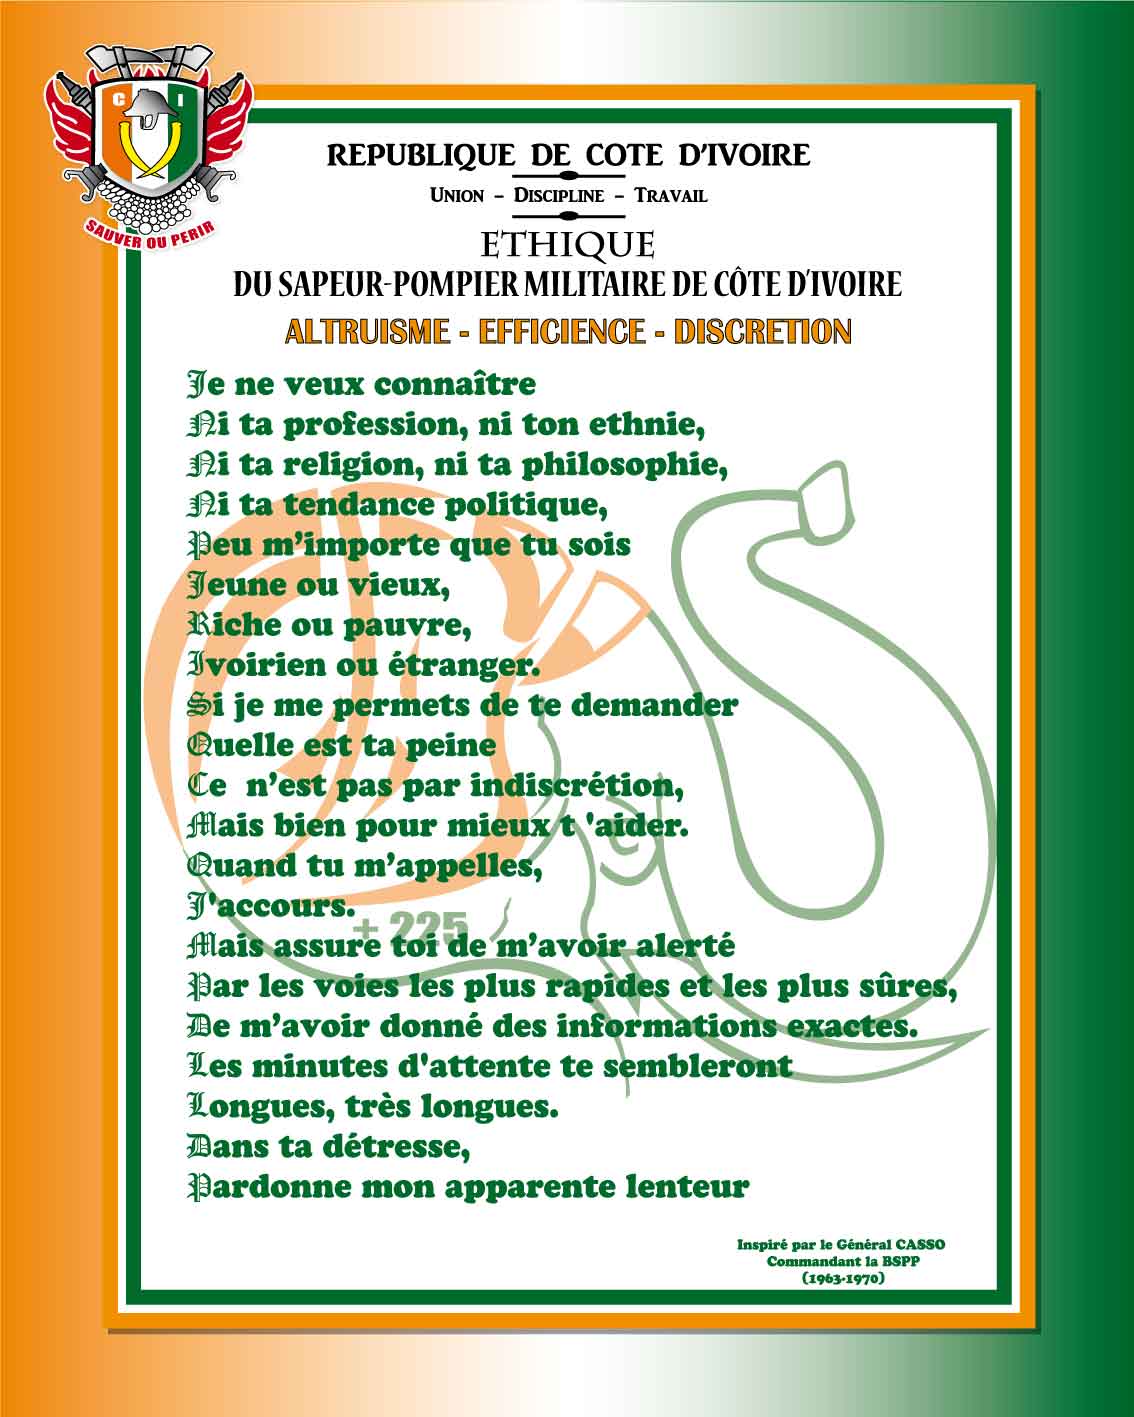 C I
SAUVER OU PERIR
REPUBLIQUE DE COTE D'IVOIRE
UNION - DISCIPLINE - TRAVAIL
ETHIQUE
DU SAPEUR-POMPIER MILITAIRE DE CÔTE D'IVOIRE
ALTRUISME - EFFICIENCE - DISCRETION
Je ne veux connaître
Ni ta profession, ni ton ethnie,
Ni ta religion, ni ta philosophie,
Ni ta tendance politique,
Peu m'importe que tu sois
Jeune ou vieux,
Riche ou pauvre,
Ivoirien ou étranger.
Si je me permets de te demander
Quelle est ta peine
Ce n'est pas par indiscrétion,
Mais bien pour mieux t 'aider.
Quand tu m'appelles,
J'accours.
+ 225
Mais assure toi de m'avoir alerté
Par les voies les plus rapides et les plus sûres,
De m'avoir donné des informations exactes.
Les minutes d'attente te sembleront
Longues, très longues.
Dans ta détresse,
Pardonne mon apparente lenteur
Inspiré par le Général CASSO
Commandant la BSPP
(1963-1970)